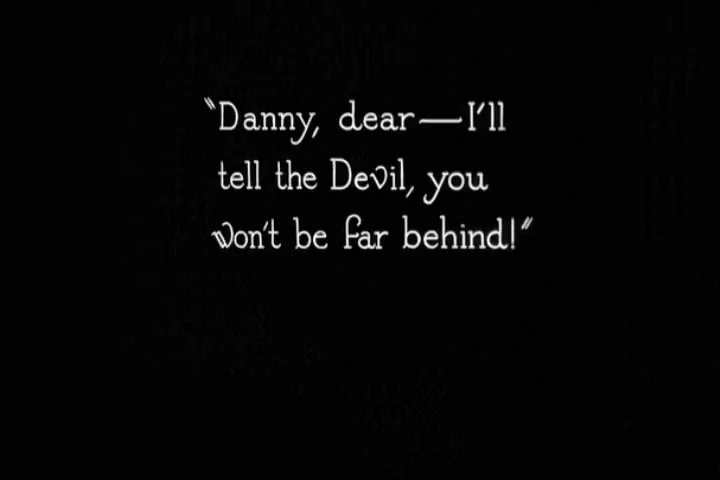 "Danny, dear—I'll
tell the Devil, you
won't be far behind!"